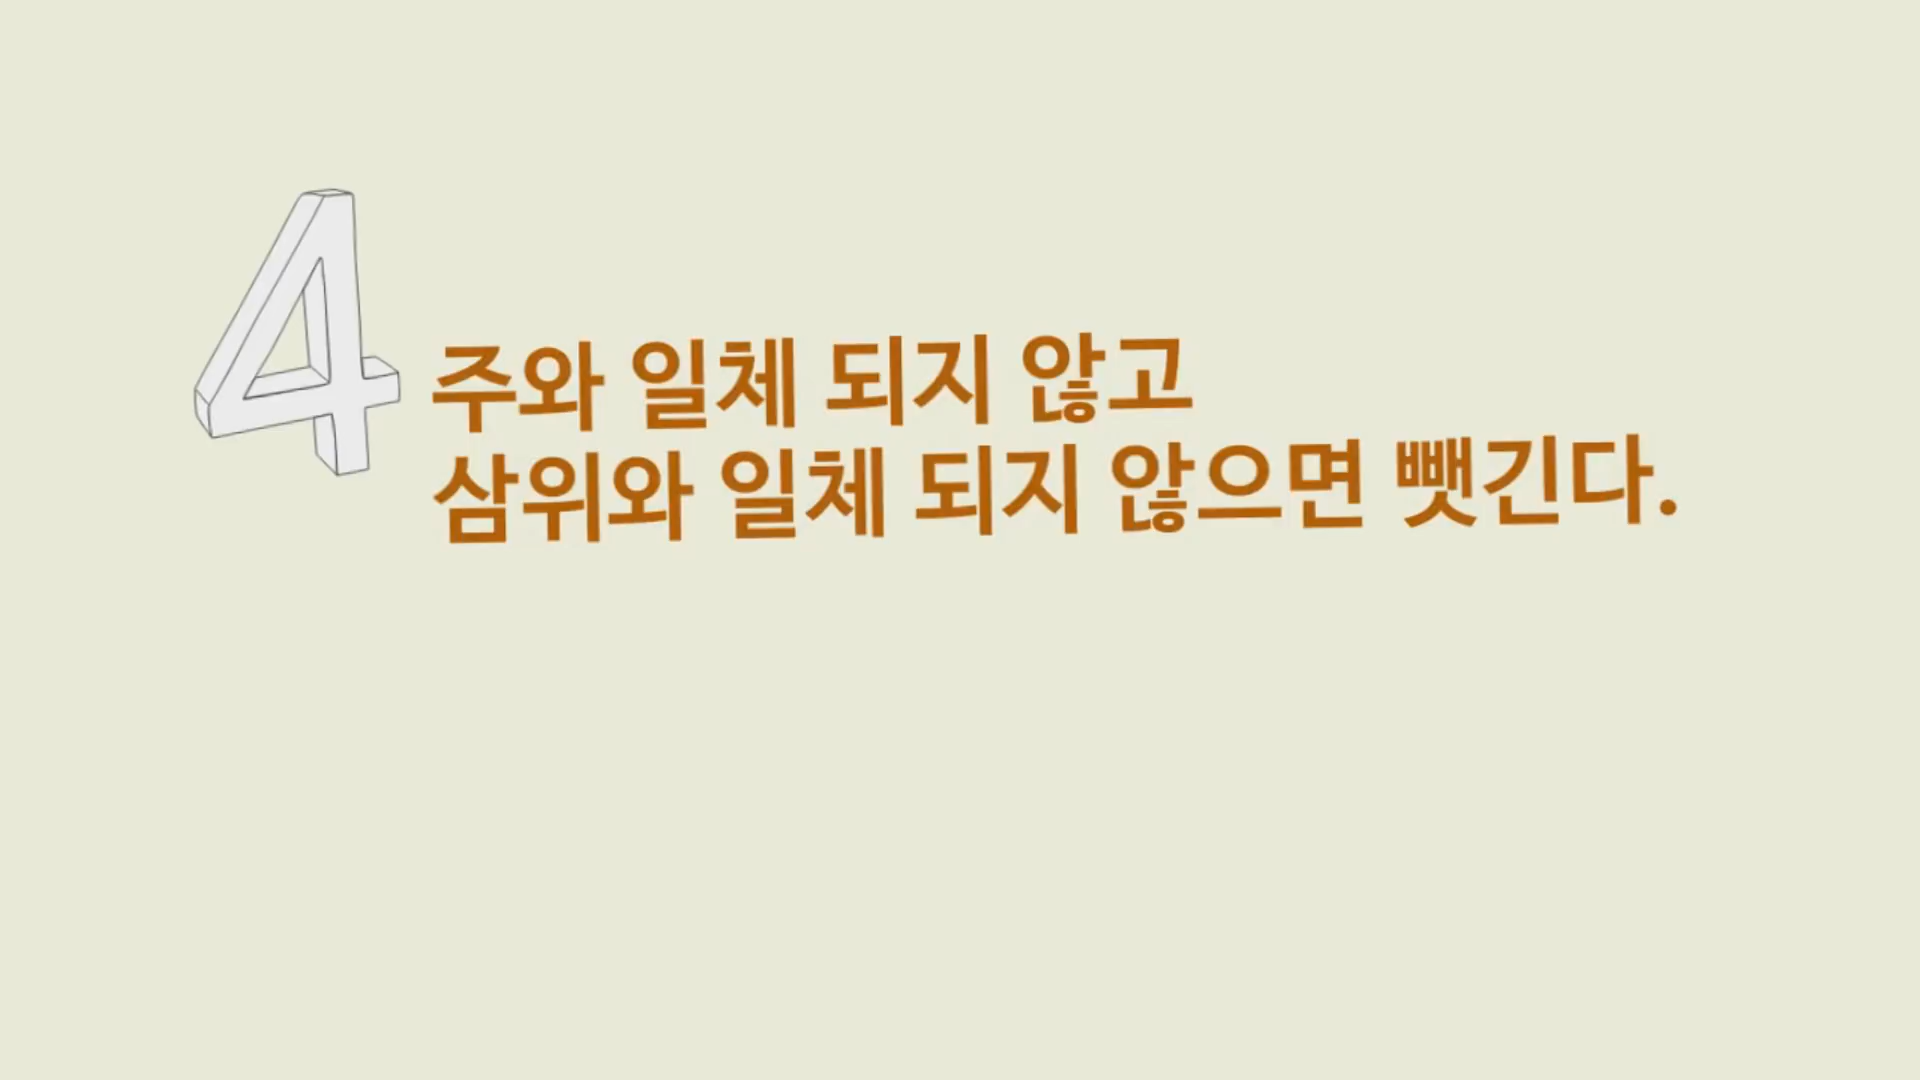 4
주와 일체 되지 않고
삼위와 일체 되지 않으면 뺏긴다.